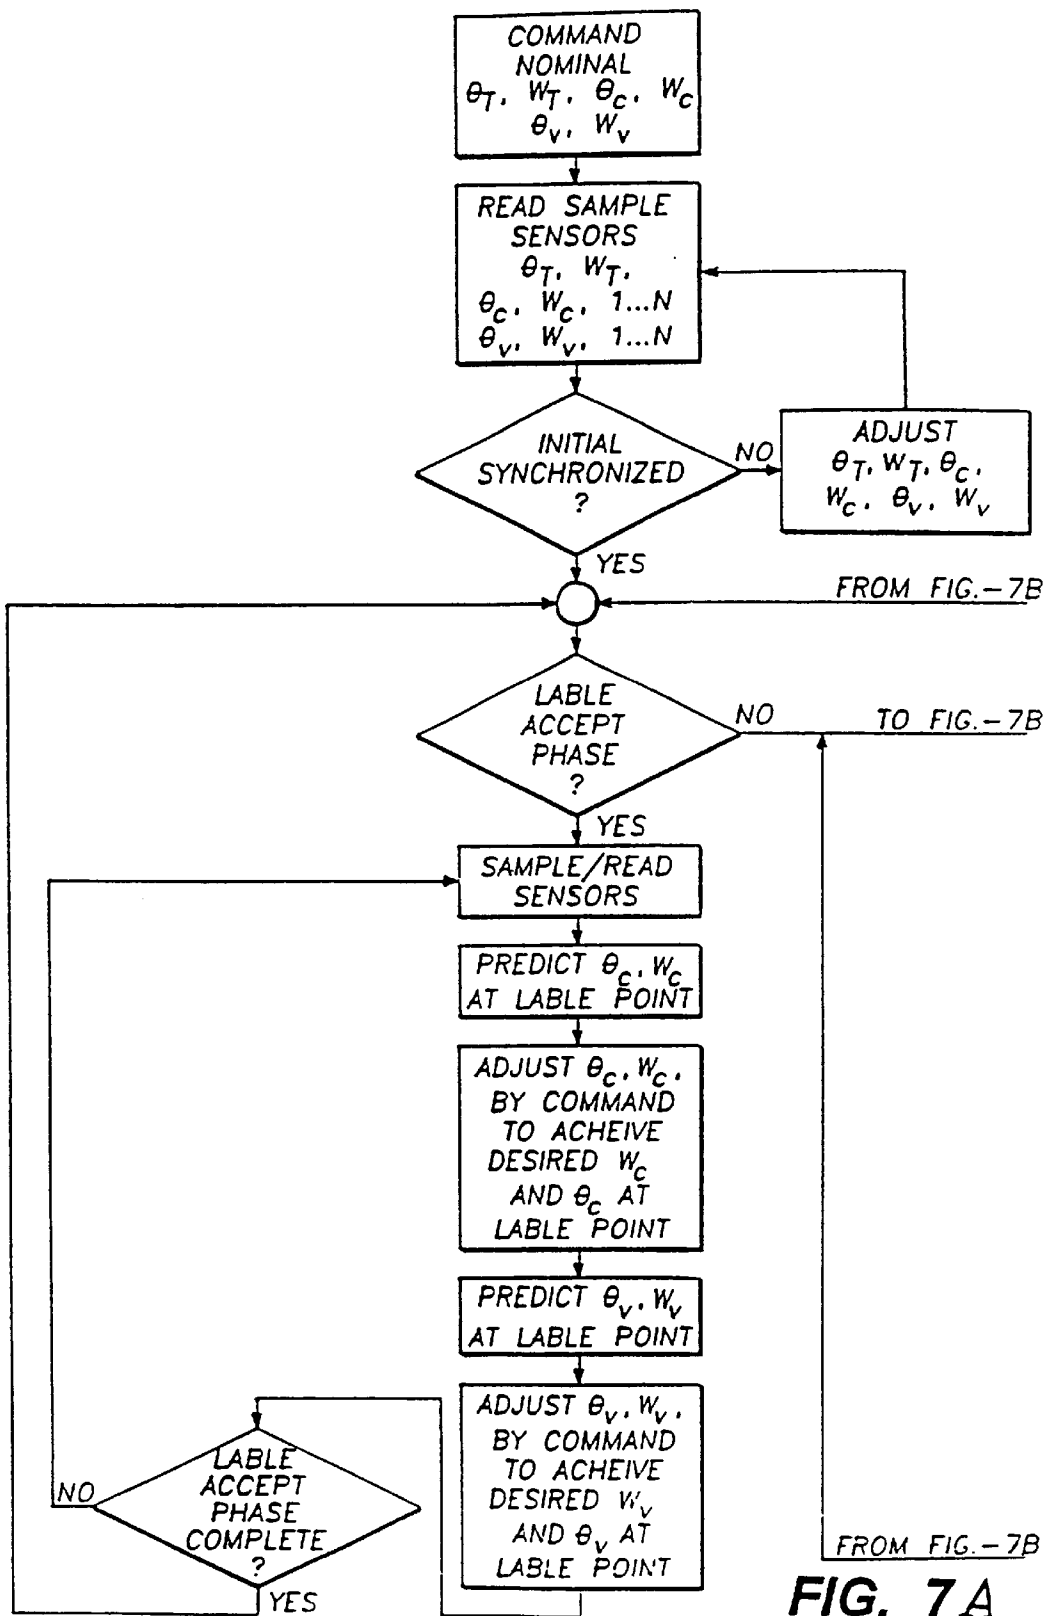 COMMAND
NOMINAL
θT, WT, θc, Wc
θv, Wv
READ SAMPLE
SENSORS
θT, WT,
θc, Wc, 1...N
θv, Wv, 1...N
INITIAL
SYNCHRONIZED
?
NO
ADJUST
θT, WT, θc,
Wc, θv, Wv
YES
FROM FIG.-7B
LABLE
ACCEPT
PHASE
?
NO
TO FIG.-7B
YES
SAMPLE/READ
SENSORS
PREDICT θc, Wc
AT LABLE POINT
ADJUST θc, Wc,
BY COMMAND
TO ACHEIVE
DESIRED Wc
AND θc AT
LABLE POINT
PREDICT θv, Wv
AT LABLE POINT
ADJUST θv, Wv,
BY COMMAND
TO ACHEIVE
DESIRED Wv
AND θv AT
LABLE POINT
LABLE
ACCEPT
PHASE
COMPLETE
?
NO
YES
FROM FIG.-7B
FIG. 7A